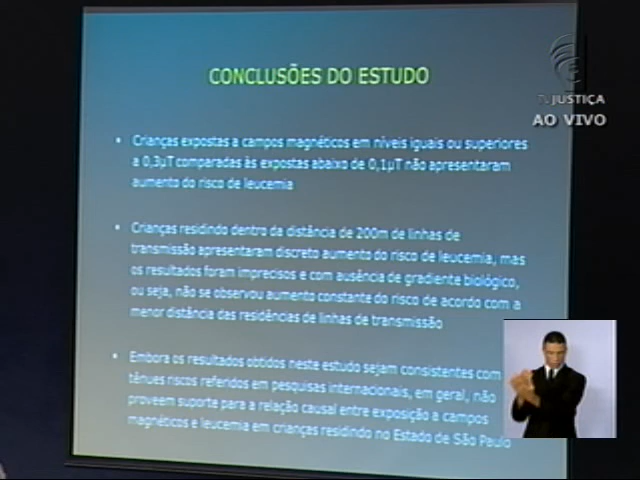 CONCLUSÕES DO ESTUDO
TV JUSTIÇA
AO VIVO
• Crianças expostas a campos magnéticos em níveis iguais ou superiores
a 0,3µT comparadas às expostas abaixo de 0,1µT não apresentaram
aumento do risco de leucemia
• Crianças residindo dentro da distância de 200m de linhas de
transmissão apresentaram discreto aumento do risco de leucemia, mas
os resultados foram imprecisos e com ausência de gradiente biológico,
ou seja, não se observou aumento constante do risco de acordo com a
menor distância das residências de linhas de transmissão
• Embora os resultados obtidos neste estudo sejam consistentes com
tênues riscos referidos em pesquisas internacionais, em geral, não
proveem suporte para a relação causal entre exposição a campos
magnéticos e leucemia em crianças residindo no Estado de São Paulo